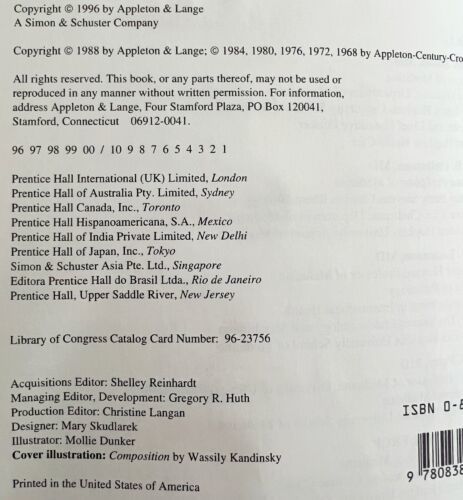 Copyright © 1996 by Appleton & Lange
A Simon & Schuster Company
Copyright © 1988 by Appleton & Lange; © 1984, 1980, 1976, 1972, 1968 by Appleton-Century-Cro
All rights reserved. This book, or any parts thereof, may not be used or
reproduced in any manner without written permission. For information,
address Appleton & Lange, Four Stamford Plaza, PO Box 120041,
Stamford, Connecticut 06912-0041.
96 97 98 99 00 / 10 9 8 7 6 5 4 3 2 1
Prentice Hall International (UK) Limited, London
Prentice Hall of Australia Pty. Limited, Sydney
Prentice Hall Canada, Inc., Toronto
Prentice Hall Hispanoamericana, S.A., Mexico
Prentice Hall of India Private Limited, New Delhi
Prentice Hall of Japan, Inc., Tokyo
Simon & Schuster Asia Pte. Ltd., Singapore
Editora Prentice Hall do Brasil Ltda., Rio de Janeiro
Prentice Hall, Upper Saddle River, New Jersey
Library of Congress Catalog Card Number: 96-23756
Acquisitions Editor: Shelley Reinhardt
Managing Editor, Development: Gregory R. Huth
Production Editor: Christine Langan
Designer: Mary Skudlarek
Illustrator: Mollie Dunker
Cover illustration: Composition by Wassily Kandinsky
Printed in the United States of America
ISBN 0-8
9 780838